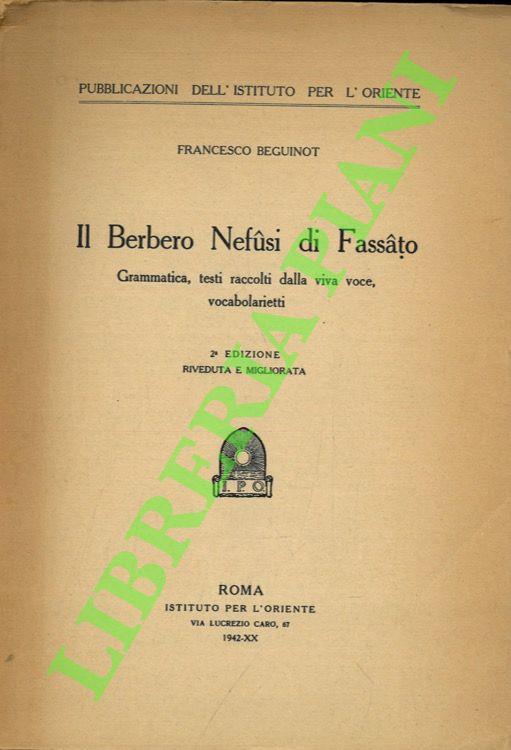 PUBBLICAZIONI DELL'ISTITUTO PER L'ORIENTE
FRANCESCO BEGUINOT
Il Berbero Nefûsi di Fassâṭo
Grammatica, testi raccolti dalla viva voce,
vocabolarietti
2ª EDIZIONE
RIVEDUTA E MIGLIORATA
I. P. O.
ROMA
ISTITUTO PER L'ORIENTE
VIA LUCREZIO CARO, 67
1942-XX
LIBRERIA PIANI